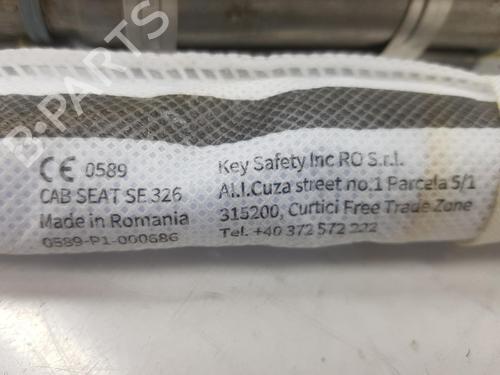 B-PARTS
CE 0589
CAB SEAT SE 326
Made in Romania
0589-P1-000686
Key Safety Inc RO S.r.l.
Al.I.Cuza street no.1 Parcela 5/1
315200, Curtici Free Trade Zone
Tel. +40 372 572 222